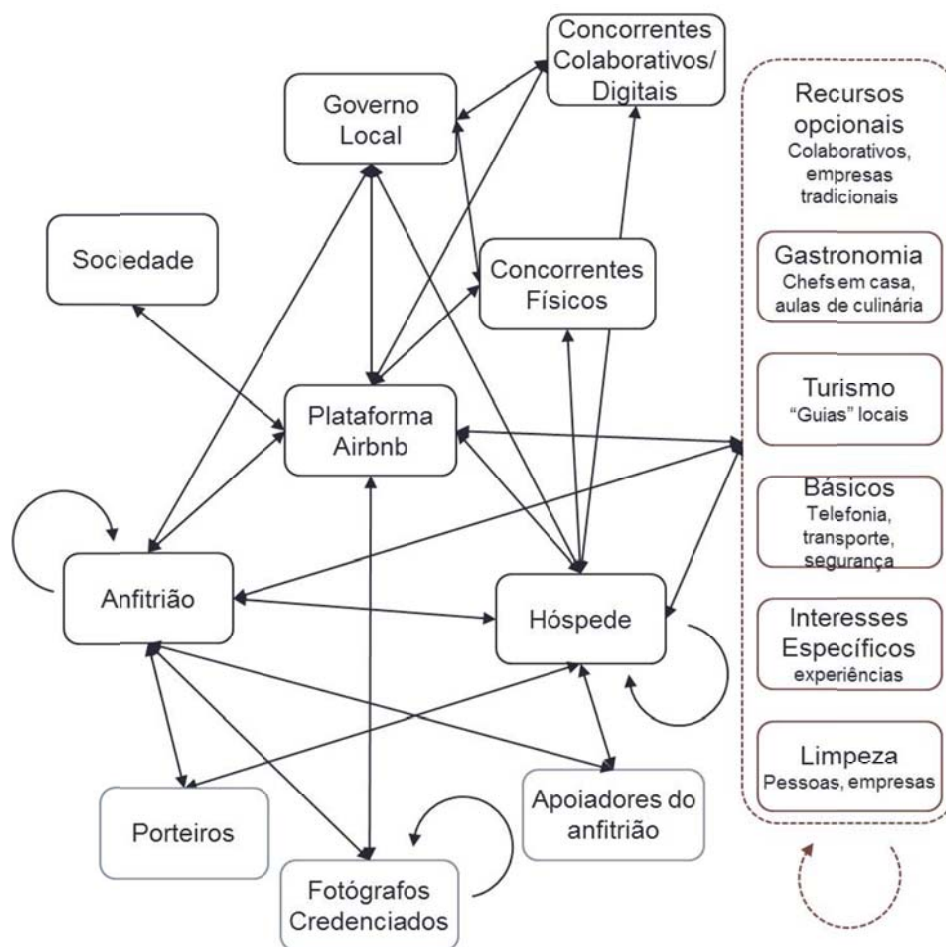 Concorrentes
Colaborativos/
Digitais
Governo
Local
Recursos
opcionais
Colaborativos,
empresas
tradicionais
Sociedade
Concorrentes
Físicos
Gastronomia
Chefs em casa,
aulas de culinária
Plataforma
Airbnb
Turismo
“Guias” locais
Básicos
Telefonia,
transporte,
segurança
Anfitrião
Hóspede
Interesses
Específicos
experiências
Limpeza
Pessoas, empresas
Porteiros
Apoiadores do
anfitrião
Fotógrafos
Credenciados